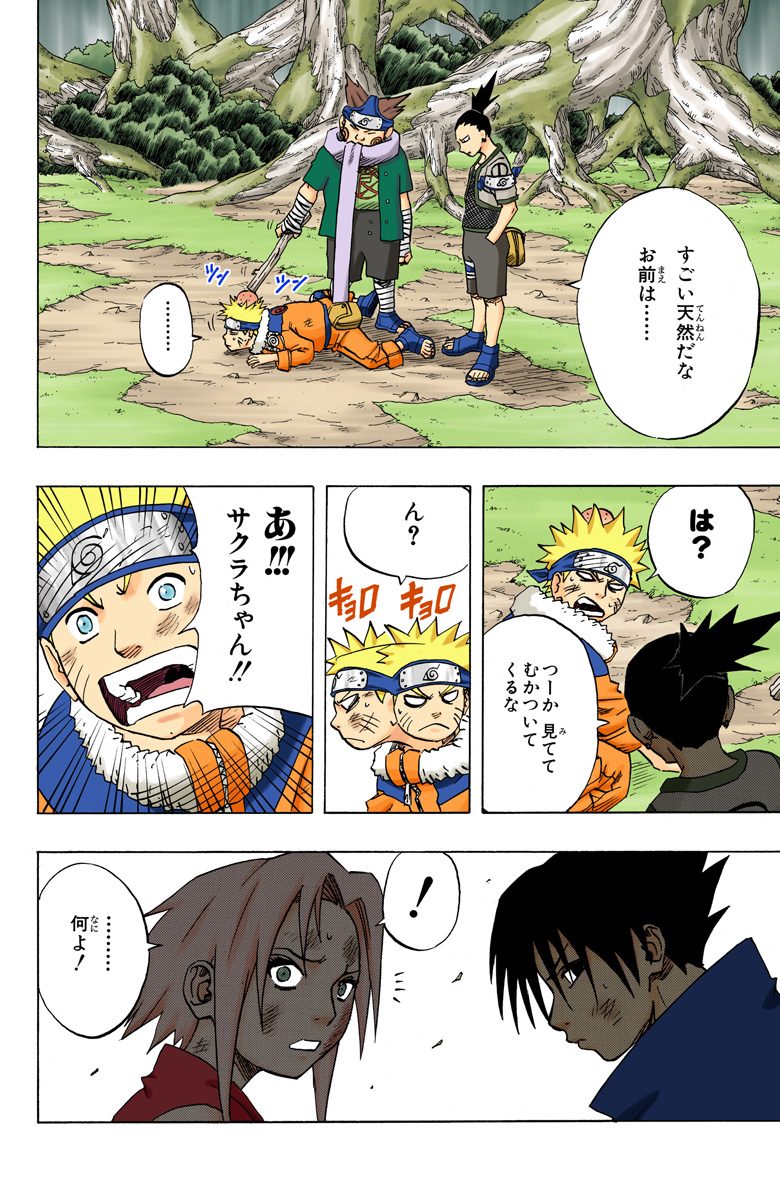 すごい天然だな
お前は……
………
ツンツン
は？
つーか見てて
むかついて
くるな
ん？
キョロキョロ
あ!!!
サクラちゃん!!
！
………
何よ！